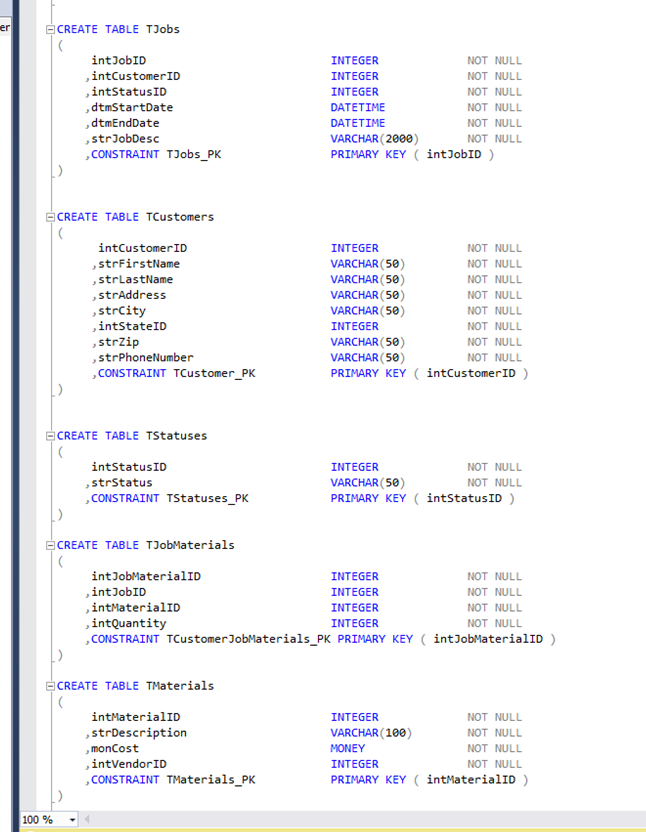 er
CREATE TABLE TJobs
(
intJobID INTEGER NOT NULL
,intCustomerID INTEGER NOT NULL
,intStatusID INTEGER NOT NULL
,dtmStartDate DATETIME NOT NULL
,dtmEndDate DATETIME NOT NULL
,strJobDesc VARCHAR(2000) NOT NULL
,CONSTRAINT TJobs_PK PRIMARY KEY ( intJobID )
)
CREATE TABLE TCustomers
(
intCustomerID INTEGER NOT NULL
,strFirstName VARCHAR(50) NOT NULL
,strLastName VARCHAR(50) NOT NULL
,strAddress VARCHAR(50) NOT NULL
,strCity VARCHAR(50) NOT NULL
,intStateID INTEGER NOT NULL
,strZip VARCHAR(50) NOT NULL
,strPhoneNumber VARCHAR(50) NOT NULL
,CONSTRAINT TCustomer_PK PRIMARY KEY ( intCustomerID )
)
CREATE TABLE TStatuses
(
intStatusID INTEGER NOT NULL
,strStatus VARCHAR(50) NOT NULL
,CONSTRAINT TStatuses_PK PRIMARY KEY ( intStatusID )
)
CREATE TABLE TJobMaterials
(
intJobMaterialID INTEGER NOT NULL
,intJobID INTEGER NOT NULL
,intMaterialID INTEGER NOT NULL
,intQuantity INTEGER NOT NULL
,CONSTRAINT TCustomerJobMaterials_PK PRIMARY KEY ( intJobMaterialID )
)
CREATE TABLE TMaterials
(
intMaterialID INTEGER NOT NULL
,strDescription VARCHAR(100) NOT NULL
,monCost MONEY NOT NULL
,intVendorID INTEGER NOT NULL
,CONSTRAINT TMaterials_PK PRIMARY KEY ( intMaterialID )
)
100 %